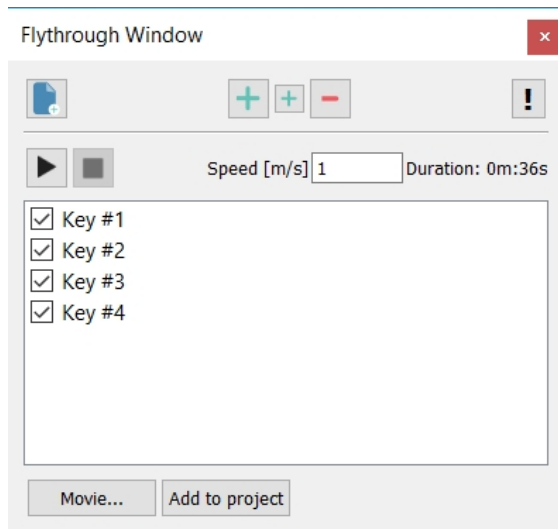 Flythrough Window
Speed [m/s] 1 Duration: 0m:36s
Key #1
Key #2
Key #3
Key #4
Movie... Add to project